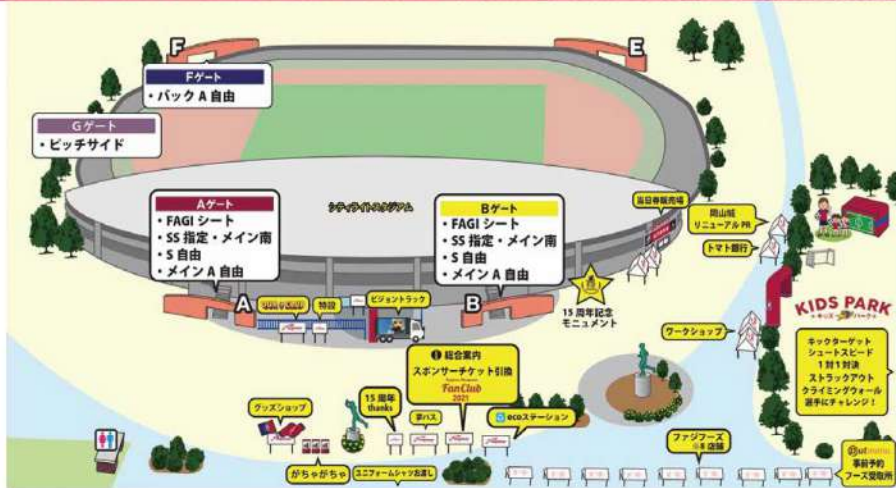 F
E
Fゲート
・バックA自由
Gゲート
・ピッチサイド
Aゲート
・FAGIシート
・SS指定・メイン南
・S自由
・メインA自由
シティライトスタジアム
Bゲート
・FAGIシート
・SS指定・メイン南
・S自由
・メインA自由
当日券販売場
岡山城
リニューアルPR
トマト銀行
A
特設
ビジョントラック
B
15周年記念
モニュメント
ワークショップ
KIDS PARK
キックターゲット
シュートスピード
1対1対決
ストラックアウト
クライミングウォール
選手にチャレンジ！
総合案内
スポンサーチケット引換
FanClub
2021
グッズショップ
15周年
thanks
夢パス
ecoステーション
がちゃがちゃ
ユニフォームシャツお渡し
ファジフーズ
事前予約
フーズ受取所